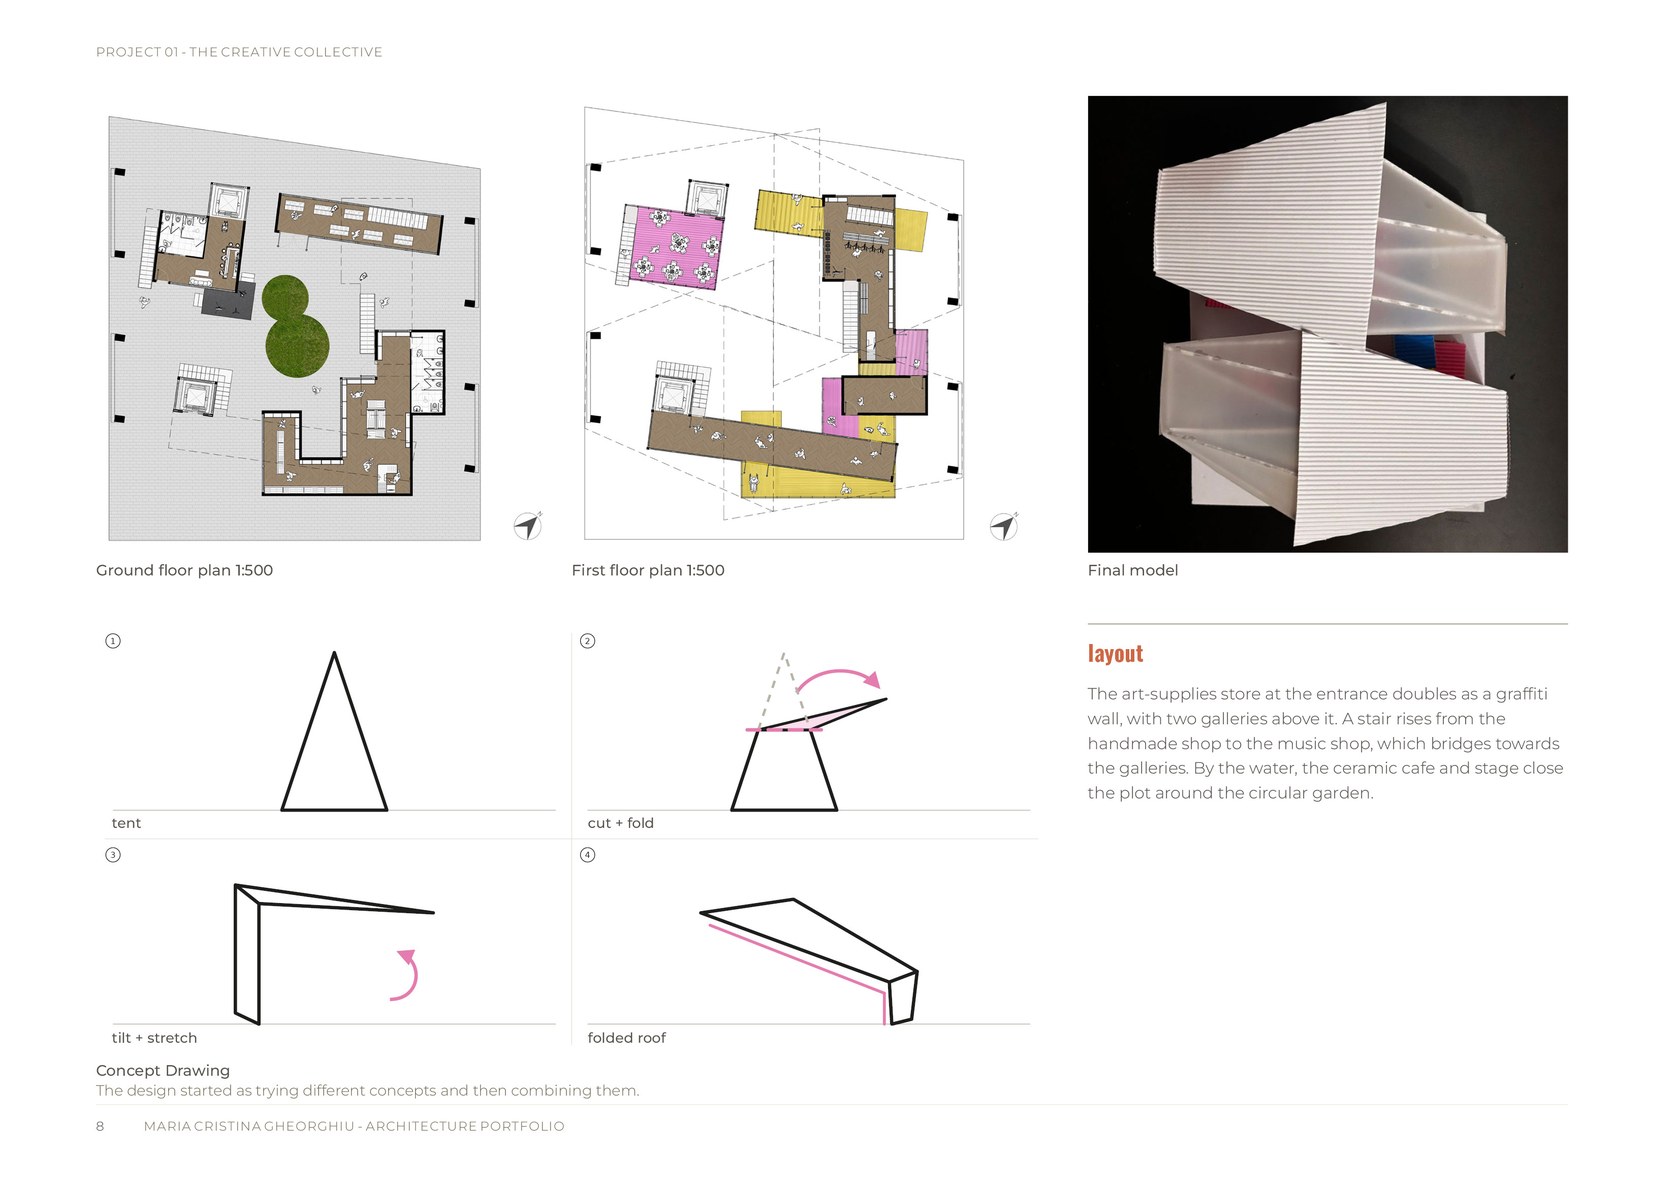 PROJECT 01 - THE CREATIVE COLLECTIVE
N
N
Ground floor plan 1:500
First floor plan 1:500
Final model
1
tent
2
cut + fold
3
tilt + stretch
4
folded roof
Concept Drawing
The design started as trying different concepts and then combining them.
layout
The art-supplies store at the entrance doubles as a graffiti
wall, with two galleries above it. A stair rises from the
handmade shop to the music shop, which bridges towards
the galleries. By the water, the ceramic cafe and stage close
the plot around the circular garden.
8
MARIA CRISTINA GHEORGHIU - ARCHITECTURE PORTFOLIO